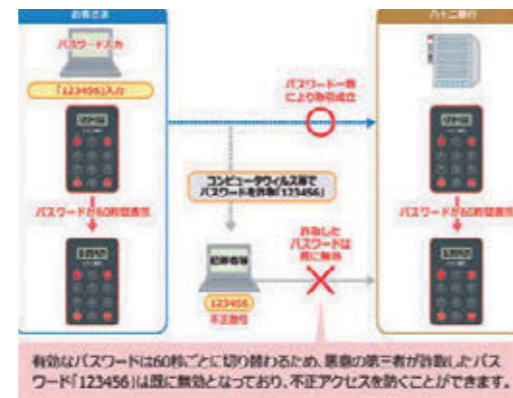 お客さま
八十二銀行
パスワード入力
「123456」入力
パスワード一致
により取引成立
コンピュータウィルス等で
パスワードを詐取「123456」
パスワードが60秒間表示
パスワードが60秒間表示
詐取した
パスワードは
既に無効
犯罪者等
123456
不正取引
有効なパスワードは60秒ごとに切り替わるため、悪意の第三者が詐取したパス
ワード「123456」は既に無効となっており、不正アクセスを防ぐことができます。